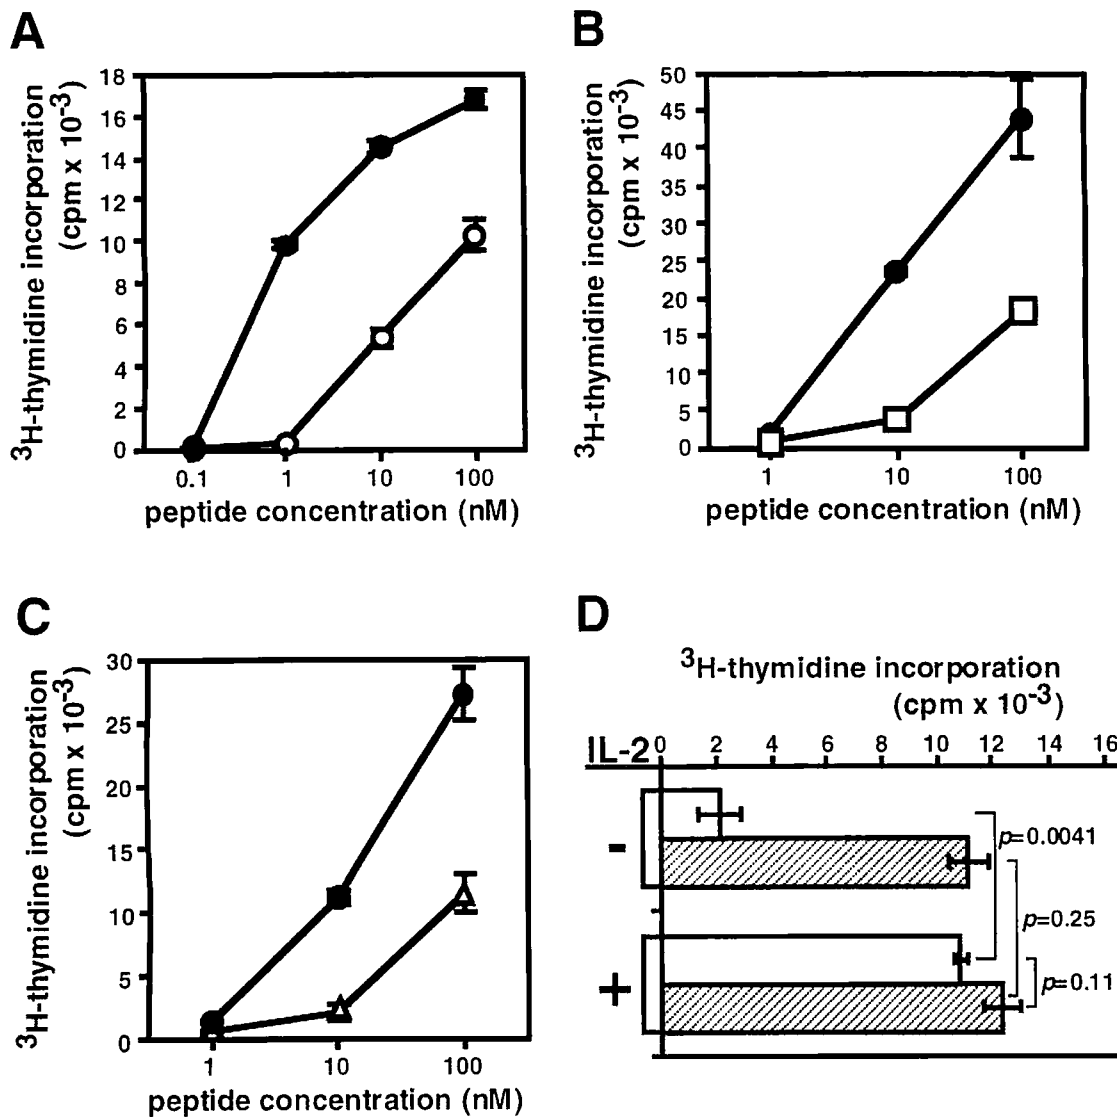 A
³H-thymidine incorporation
(cpm x 10⁻³)
18
16
14
12
10
8
6
4
2
0
0.1 1 10 100
peptide concentration (nM)
B
³H-thymidine incorporation
(cpm x 10⁻³)
50
45
40
35
30
25
20
15
10
5
0
1 10 100
peptide concentration (nM)
C
³H-thymidine incorporation
(cpm x 10⁻³)
30
25
20
15
10
5
0
1 10 100
peptide concentration (nM)
D
³H-thymidine incorporation
(cpm x 10⁻³)
IL-2 0 2 4 6 8 10 12 14 16
-
p=0.0041
p=0.25
+
p=0.11